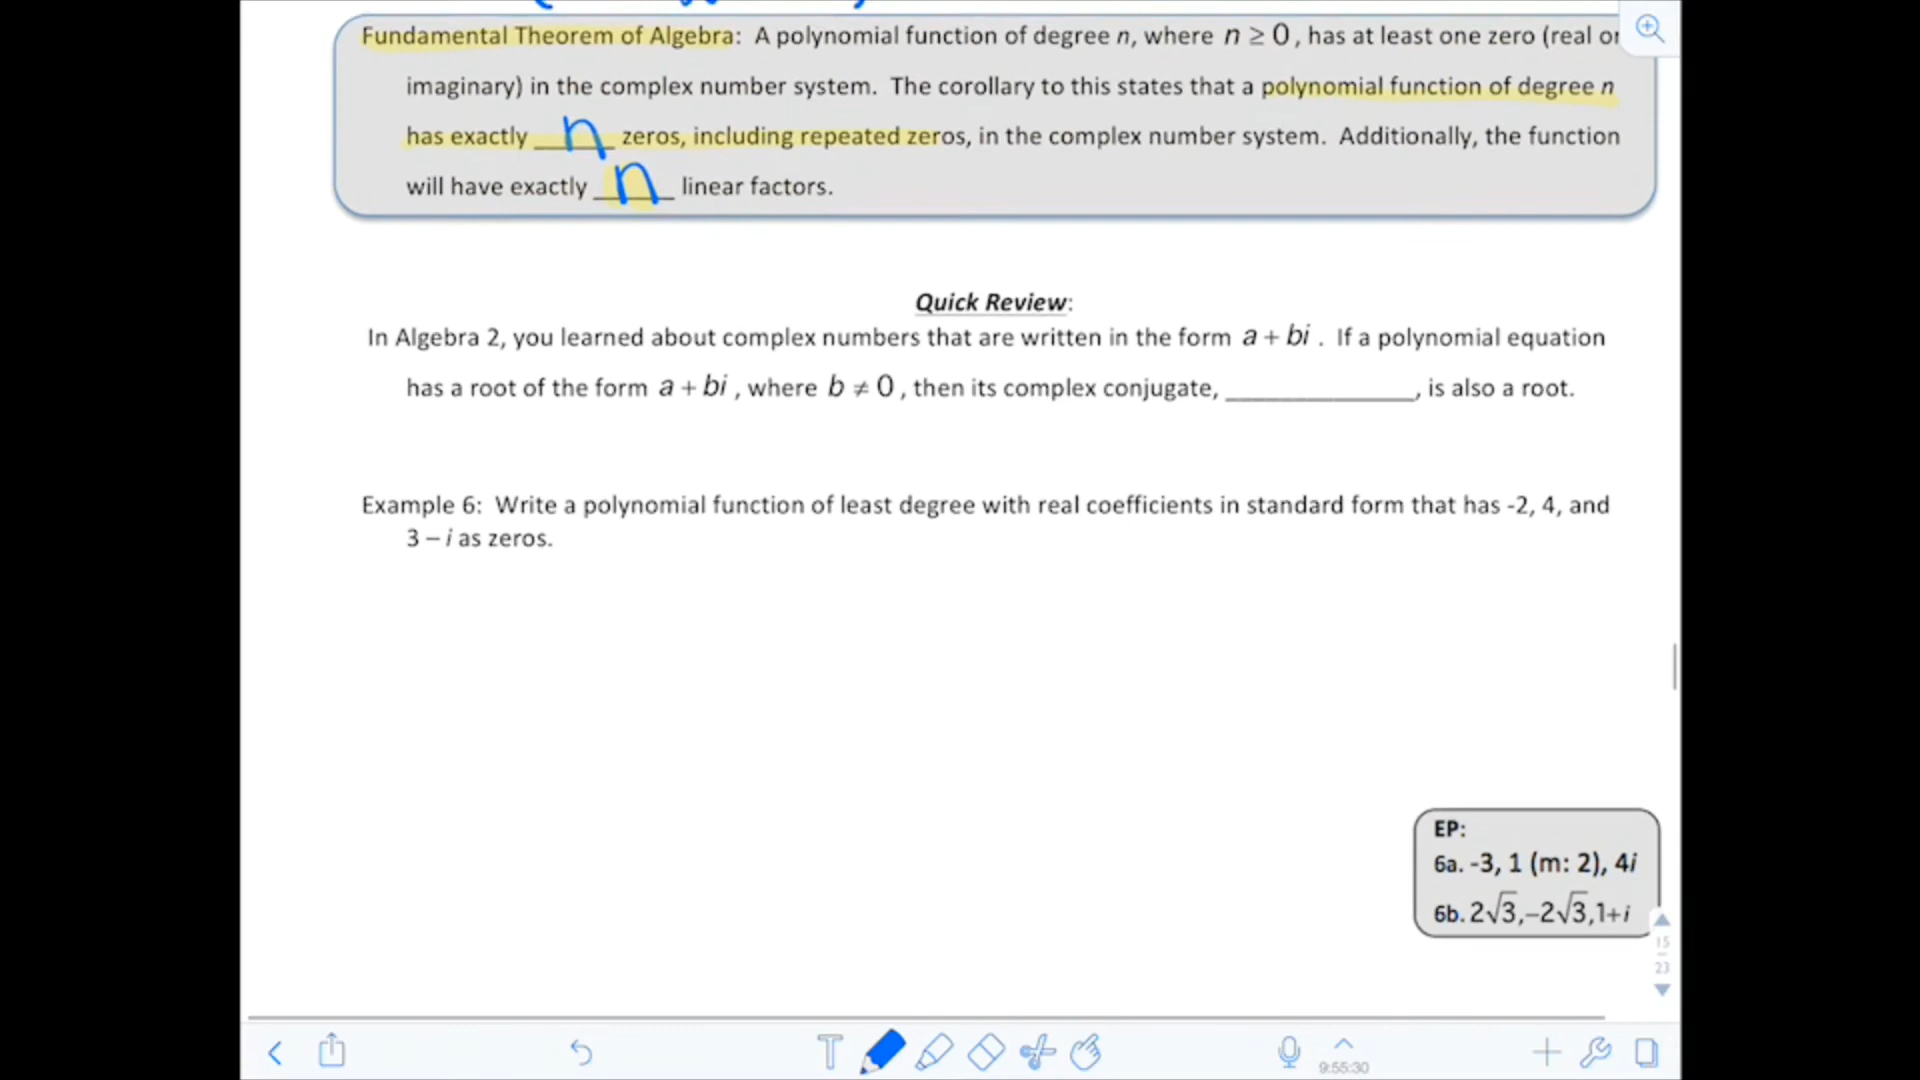 Fundamental Theorem of Algebra: A polynomial function of degree n, where n ≥ 0, has at least one zero (real or
imaginary) in the complex number system. The corollary to this states that a polynomial function of degree n
has exactly n zeros, including repeated zeros, in the complex number system. Additionally, the function
will have exactly n linear factors.
Quick Review:
In Algebra 2, you learned about complex numbers that are written in the form a + bi . If a polynomial equation
has a root of the form a + bi , where b ≠ 0 , then its complex conjugate, ______________, is also a root.
Example 6: Write a polynomial function of least degree with real coefficients in standard form that has -2, 4, and
3 – i as zeros.
EP:
6a. -3, 1 (m: 2), 4i
6b. 2√3,−2√3,1+i
15
23
T
9:55:30